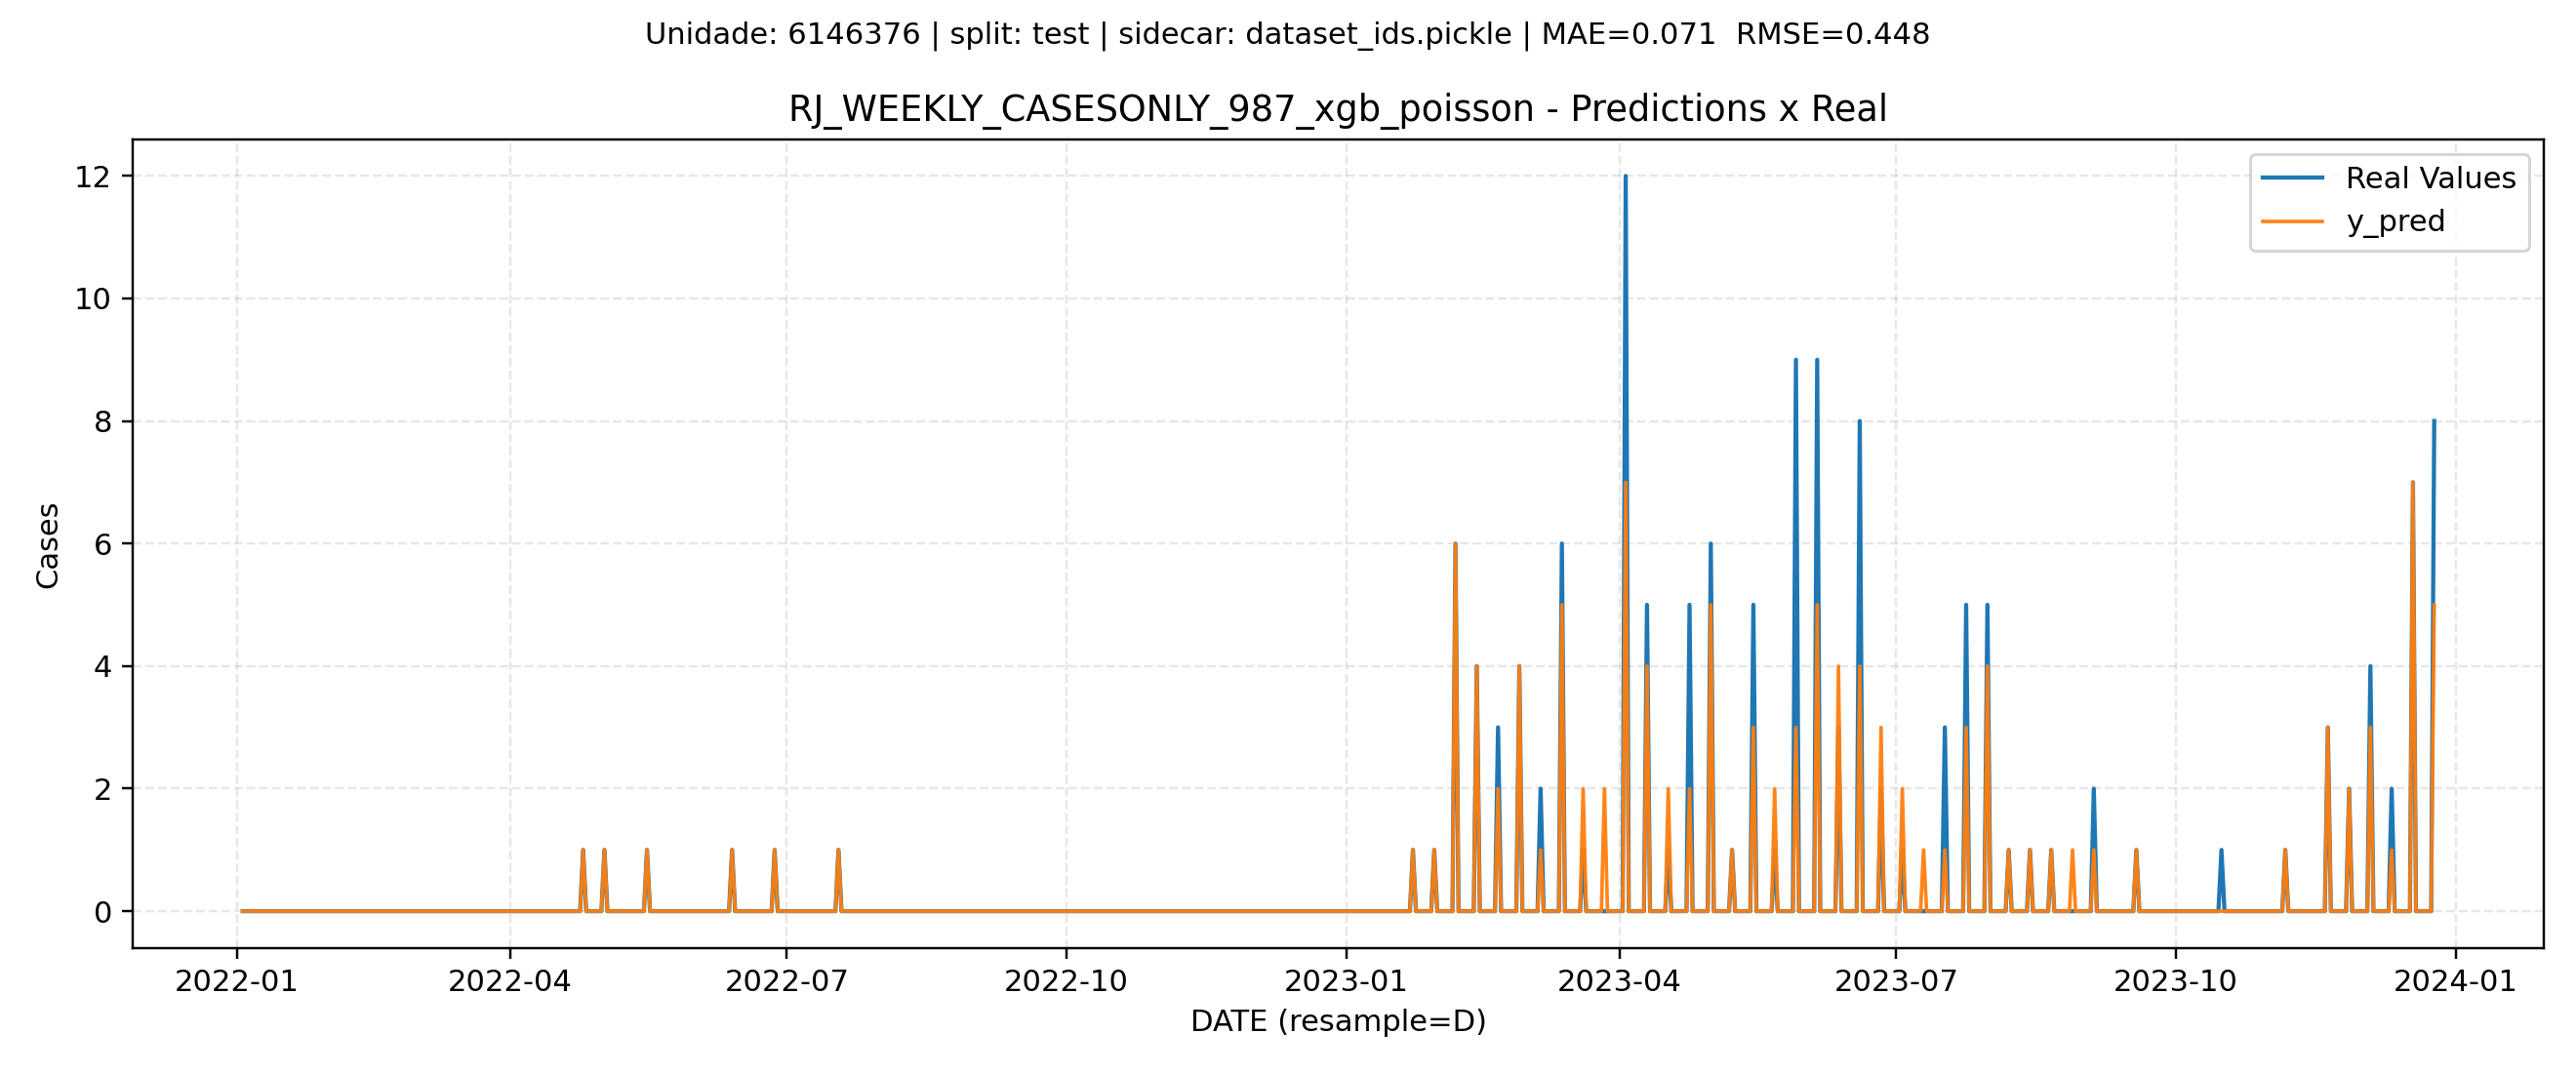 Unidade: 6146376 | split: test | sidecar: dataset_ids.pickle | MAE=0.071  RMSE=0.448
RJ_WEEKLY_CASESONLY_987_xgb_poisson - Predictions x Real
Real Values
y_pred
12
10
8
6
4
2
0
Cases
2022-01
2022-04
2022-07
2022-10
2023-01
2023-04
2023-07
2023-10
2024-01
DATE (resample=D)